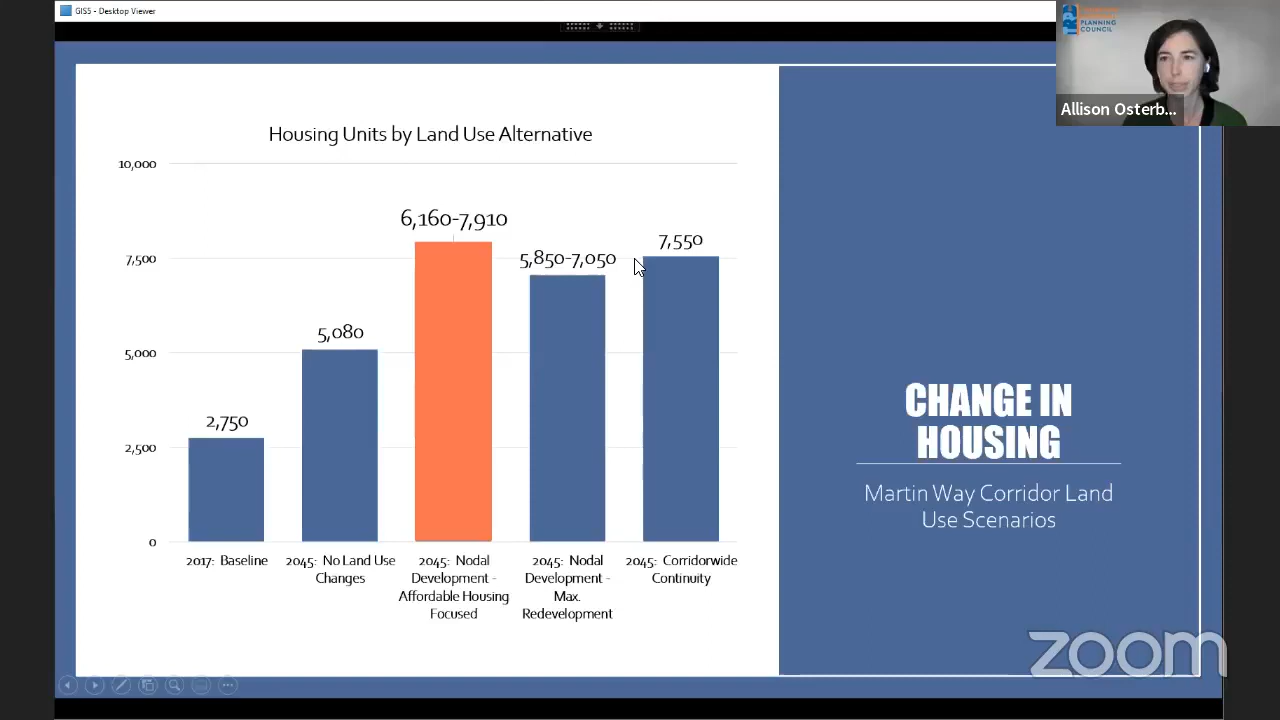 GIS5 - Desktop Viewer
PLANNING
COUNCIL
Allison Osterb...
Housing Units by Land Use Alternative
10,000
7,500
5,000
2,500
0
2,750
5,080
6,160-7,910
5,850-7,050
7,550
2017: Baseline
2045: No Land Use
Changes
2045: Nodal
Development -
Affordable Housing
Focused
2045: Nodal
Development -
Max.
Redevelopment
2045: Corridorwide
Continuity
CHANGE IN
HOUSING
Martin Way Corridor Land
Use Scenarios
zoom